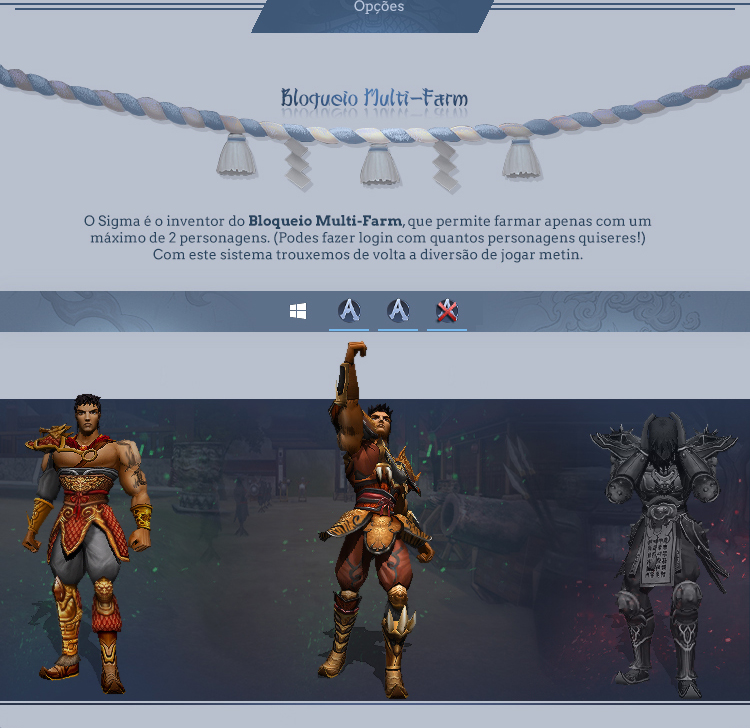 Opções
Bloqueio Multi-Farm
O Sigma é o inventor do Bloqueio Multi-Farm, que permite farmar apenas com um
máximo de 2 personagens. (Podes fazer login com quantos personagens quiseres!)
Com este sistema trouxemos de volta a diversão de jogar metin.